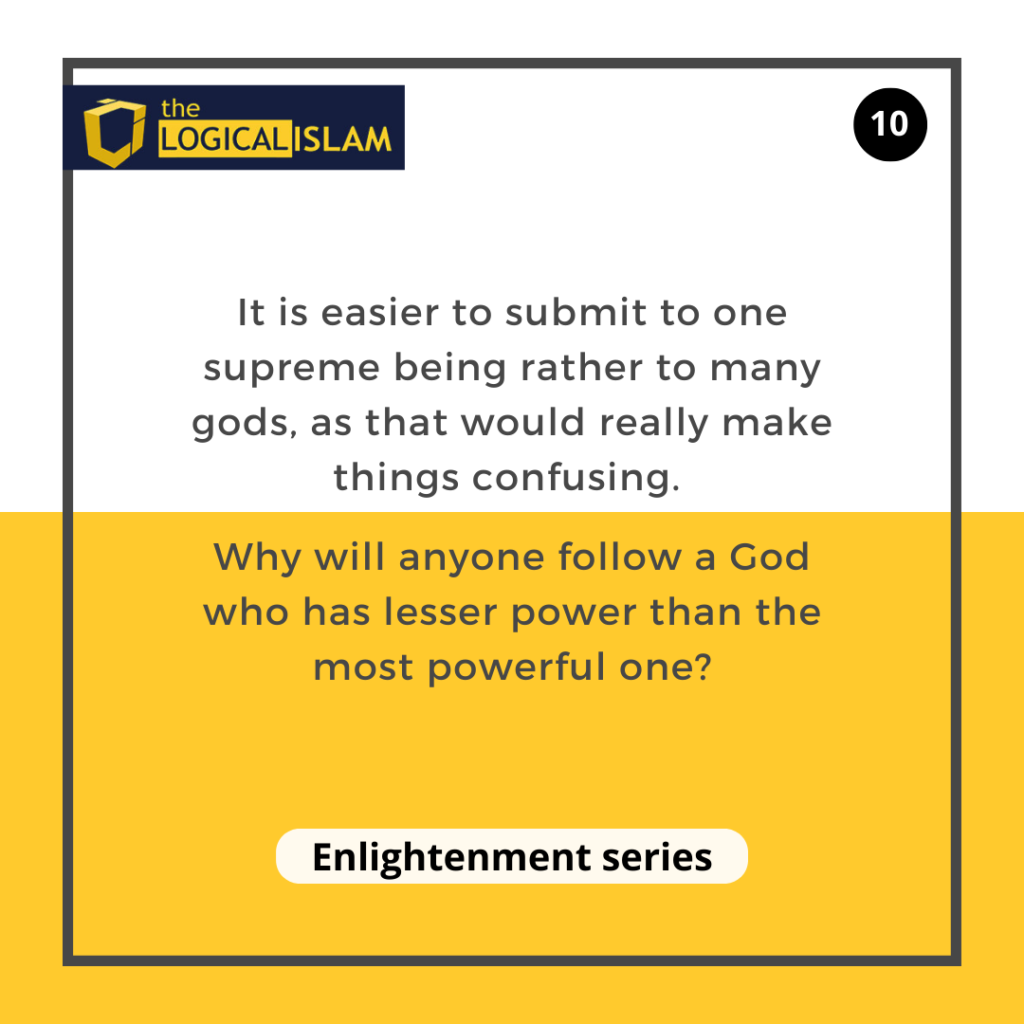 the
LOGICALISLAM
10
It is easier to submit to one
supreme being rather to many
gods, as that would really make
things confusing.
Why will anyone follow a God
who has lesser power than the
most powerful one?
Enlightenment series